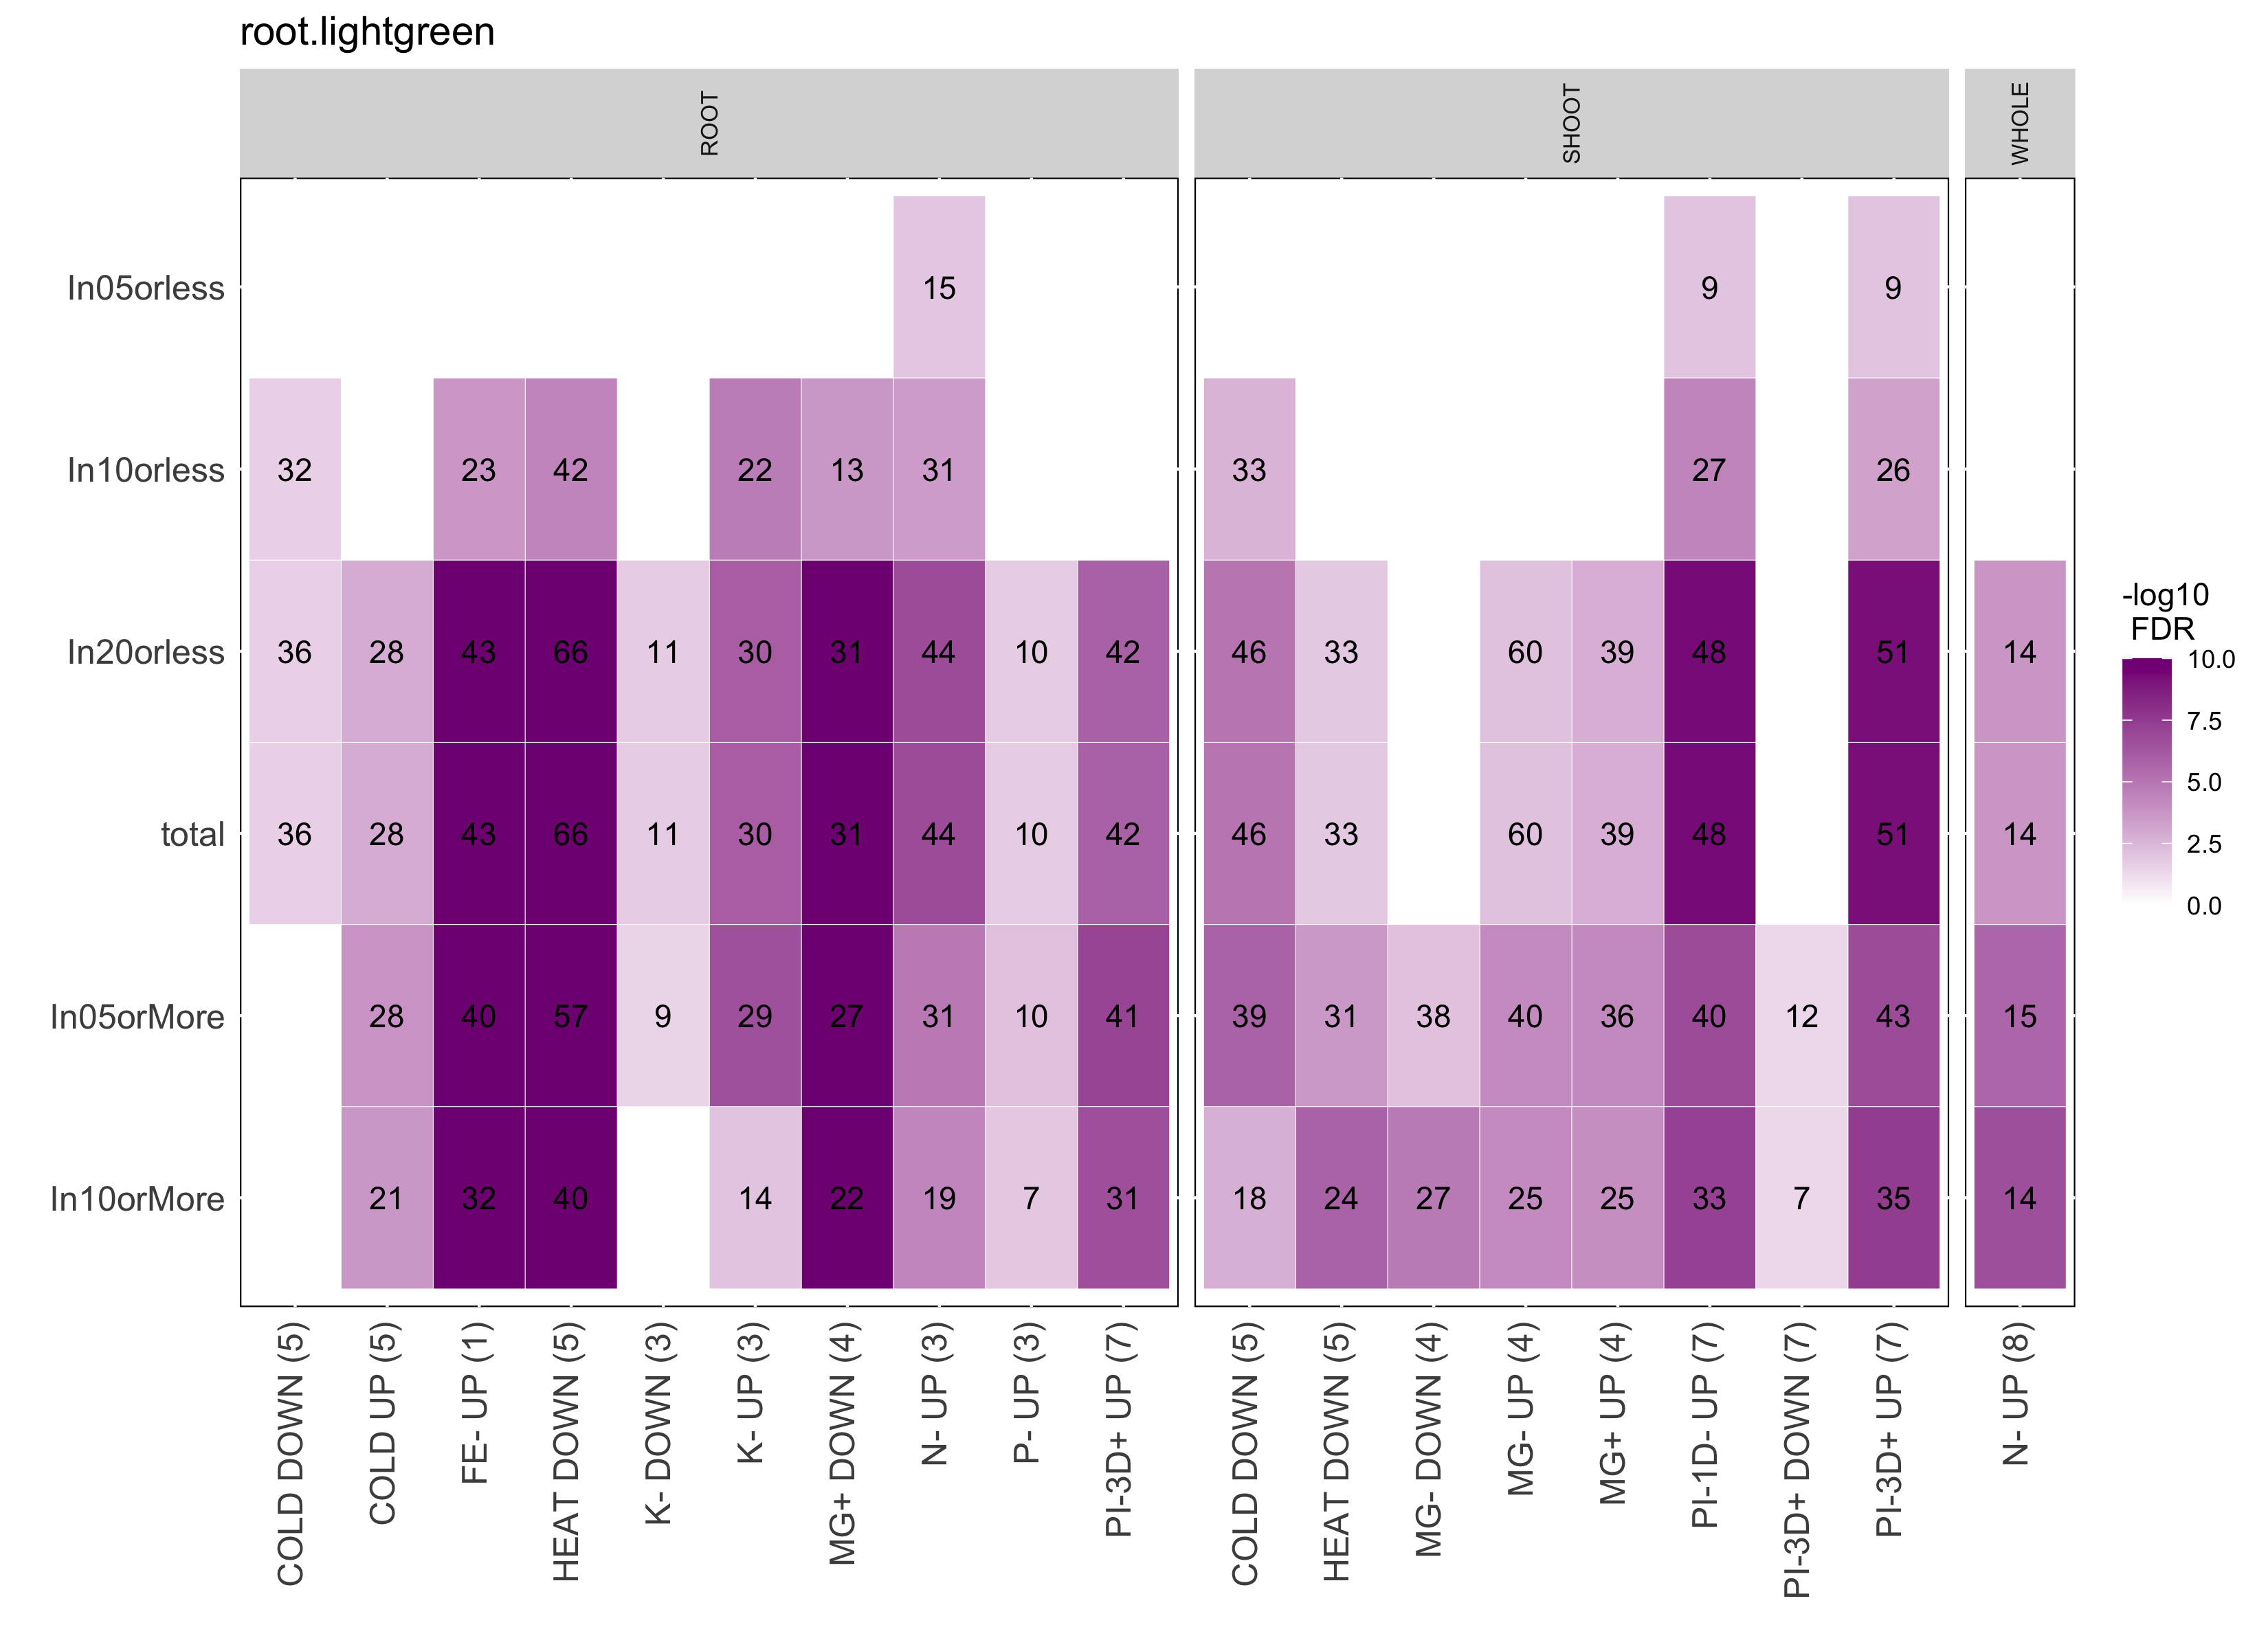 root.lightgreen
ROOT
SHOOT
WHOLE
In05orless
15
9
9
In10orless
32
23
42
22
13
31
33
27
26
In20orless
36
28
43
66
11
30
31
44
10
42
46
33
60
39
48
51
14
total
36
28
43
66
11
30
31
44
10
42
46
33
60
39
48
51
14
In05orMore
28
40
57
9
29
27
31
10
41
39
31
38
40
36
40
12
43
15
In10orMore
21
32
40
14
22
19
7
31
18
24
27
25
25
33
7
35
14
COLD DOWN (5)
COLD UP (5)
FE- UP (1)
HEAT DOWN (5)
K- DOWN (3)
K- UP (3)
MG+ DOWN (4)
N- UP (3)
P- UP (3)
PI-3D+ UP (7)
COLD DOWN (5)
HEAT DOWN (5)
MG- DOWN (4)
MG- UP (4)
MG+ UP (4)
PI-1D- UP (7)
PI-3D+ DOWN (7)
PI-3D+ UP (7)
N- UP (8)
-log10
FDR
10.0
7.5
5.0
2.5
0.0